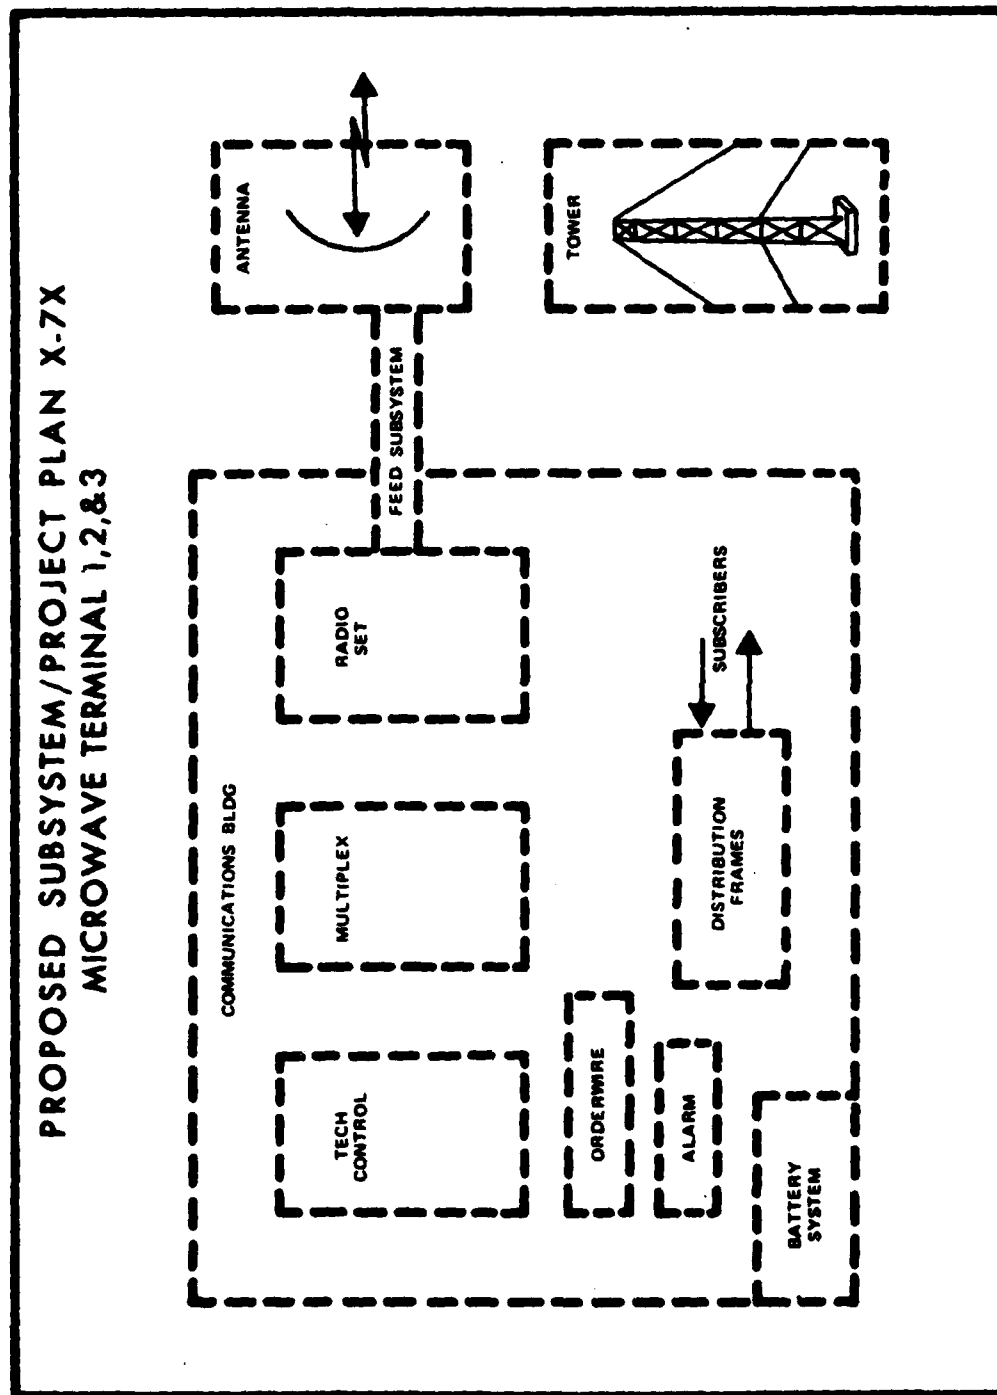 PROPOSED SUBSYSTEM/PROJECT PLAN X-7X
MICROWAVE TERMINAL 1,2,&3
COMMUNICATIONS BLDG
TECH
CONTROL
MULTIPLEX
RADIO
SET
FEED SUBSYSTEM
ANTENNA
ORDERWIRE
ALARM
BATTERY
SYSTEM
DISTRIBUTION
FRAMES
SUBSCRIBERS
TOWER